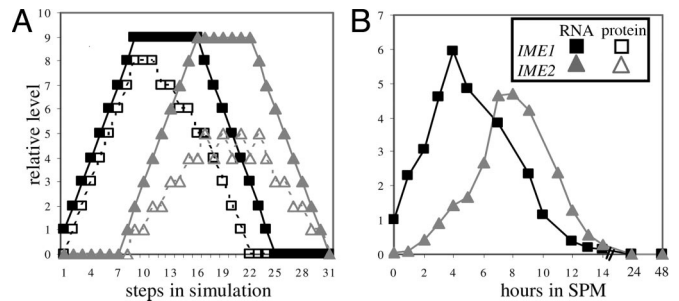 A
relative level
10
9
8
7
6
5
4
3
2
1
0
1 4 7 10 13 16 19 22 25 28 31
steps in simulation
B
RNA protein
IME1
IME2
7
6
5
4
3
2
1
0
0 2 4 6 8 10 12 14 24 48
hours in SPM